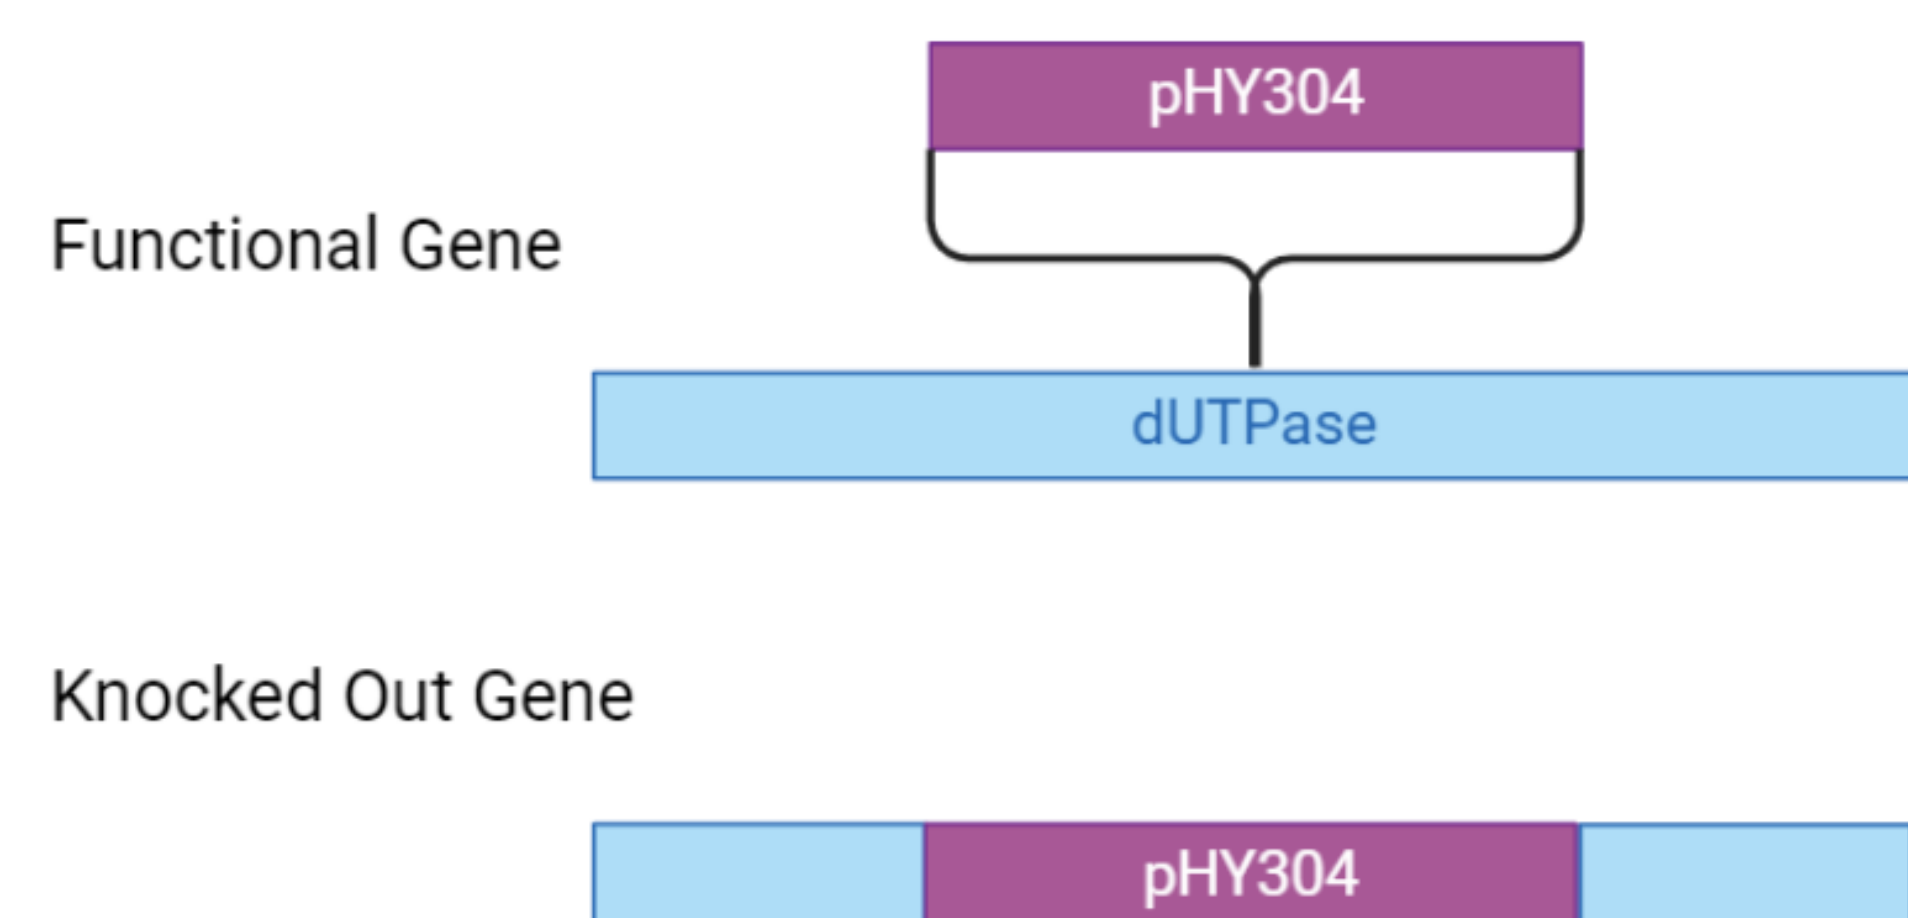 pHY304
Functional Gene
dUTPase
Knocked Out Gene
pHY304